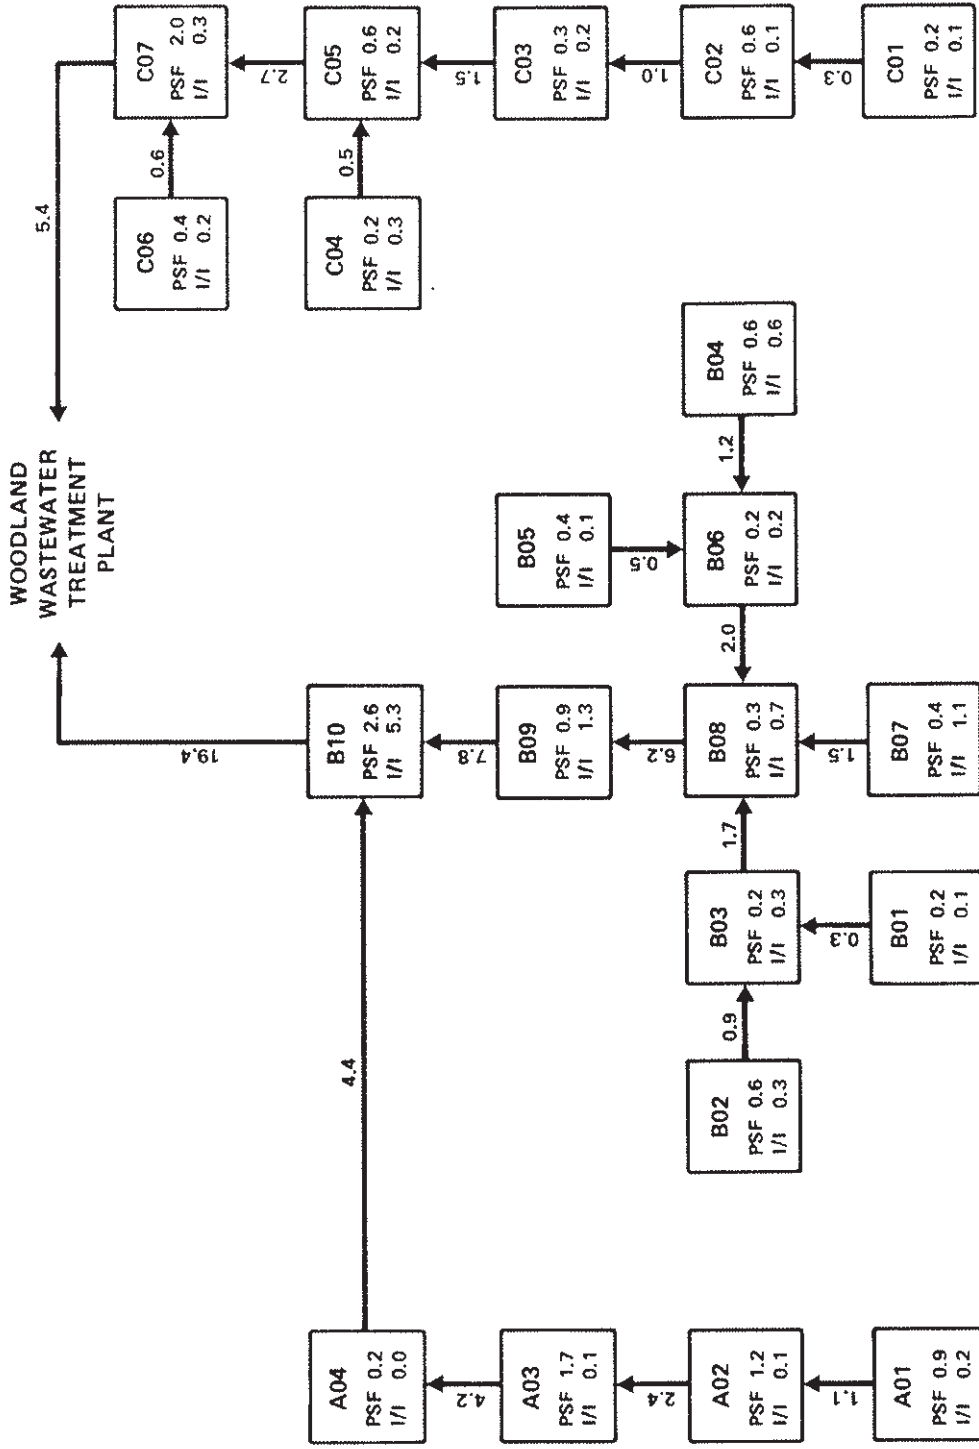 WOODLAND
WASTEWATER
TREATMENT
PLANT
19.4
5.4
A04
PSF 0.2
I/I 0.0
4.4
B10
PSF 2.6
I/I 5.3
C06
PSF 0.4
I/I 0.2
0.6
C07
PSF 2.0
I/I 0.3
4.2
7.8
2.7
A03
PSF 1.7
I/I 0.1
B09
PSF 0.9
I/I 1.3
B05
PSF 0.4
I/I 0.1
C04
PSF 0.2
I/I 0.3
0.5
C05
PSF 0.6
I/I 0.2
2.4
6.2
0.5
1.5
A02
PSF 1.2
I/I 0.1
B02
PSF 0.6
I/I 0.3
0.9
B03
PSF 0.2
I/I 0.3
1.7
B08
PSF 0.3
I/I 0.7
2.0
B06
PSF 0.2
I/I 0.2
1.2
B04
PSF 0.6
I/I 0.6
C03
PSF 0.3
I/I 0.2
1.0
C02
PSF 0.6
I/I 0.1
1.1
0.3
1.5
0.3
A01
PSF 0.9
I/I 0.2
B01
PSF 0.2
I/I 0.1
B07
PSF 0.4
I/I 1.1
C01
PSF 0.2
I/I 0.1